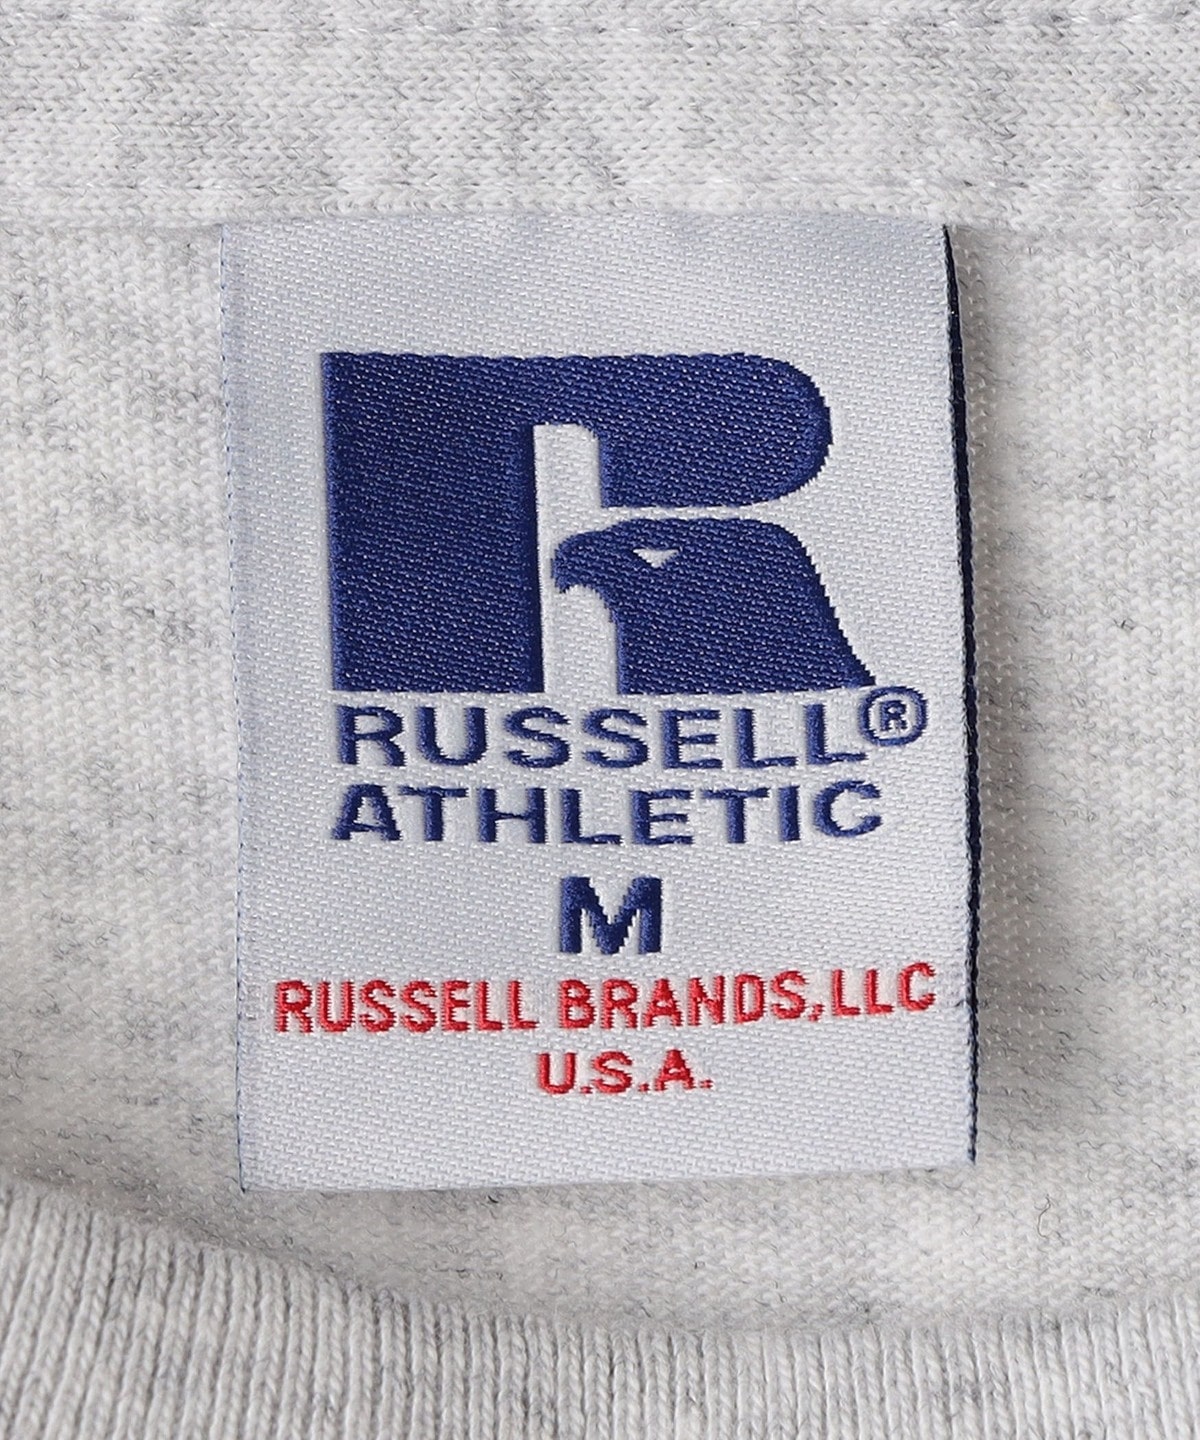 RUSSELL®
ATHLETIC
M
RUSSELL BRANDS,LLC
U.S.A.